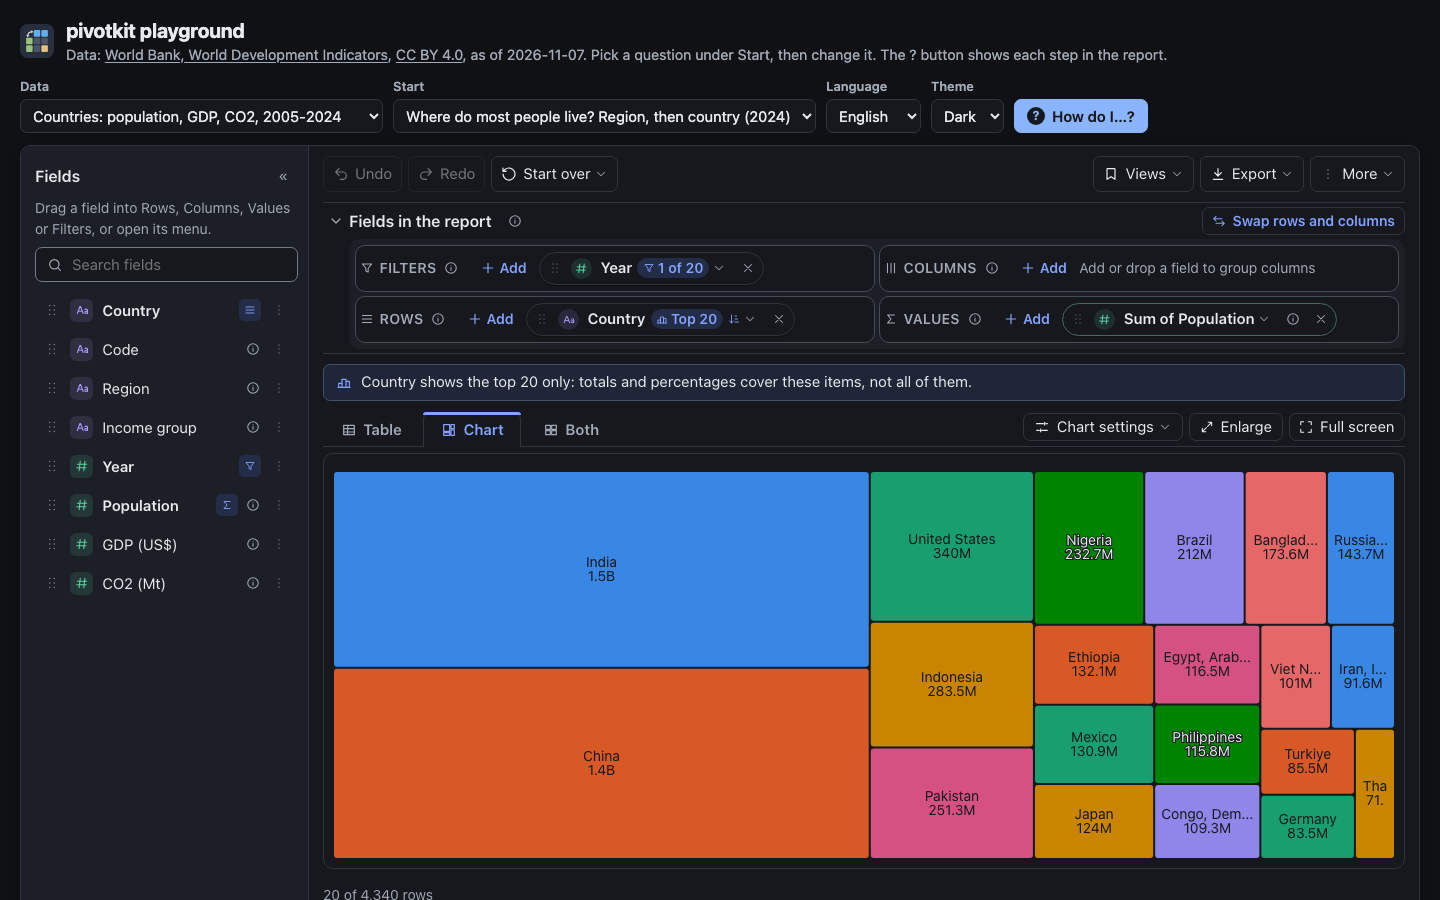 pivotkit playground
Data: World Bank, World Development Indicators, CC BY 4.0, as of 2026-11-07. Pick a question under Start, then change it. The ? button shows each step in the report.
Data
Start
Language
Theme
Countries: population, GDP, CO2, 2005-2024
Where do most people live? Region, then country (2024)
English
Dark
? How do I...?
Fields
«
Drag a field into Rows, Columns, Values
or Filters, or open its menu.
Search fields
Aa Country
Aa Code
Aa Region
Aa Income group
# Year
# Population Σ
# GDP (US$)
# CO2 (Mt)
Undo
Redo
Start over
Views
Export
More
Fields in the report
Swap rows and columns
FILTERS
+ Add
# Year
1 of 20
COLUMNS
+ Add
Add or drop a field to group columns
ROWS
+ Add
Aa Country
Top 20
Σ VALUES
+ Add
# Sum of Population
Country shows the top 20 only: totals and percentages cover these items, not all of them.
Table
Chart
Both
Chart settings
Enlarge
Full screen
India
1.5B
China
1.4B
United States
340M
Indonesia
283.5M
Pakistan
251.3M
Nigeria
232.7M
Brazil
212M
Banglad...
173.6M
Russia...
143.7M
Ethiopia
132.1M
Mexico
130.9M
Japan
124M
Egypt, Arab...
116.5M
Philippines
115.8M
Congo, Dem...
109.3M
Viet N...
101M
Iran, I...
91.6M
Turkiye
85.5M
Germany
83.5M
Tha
71.
20 of 4,340 rows